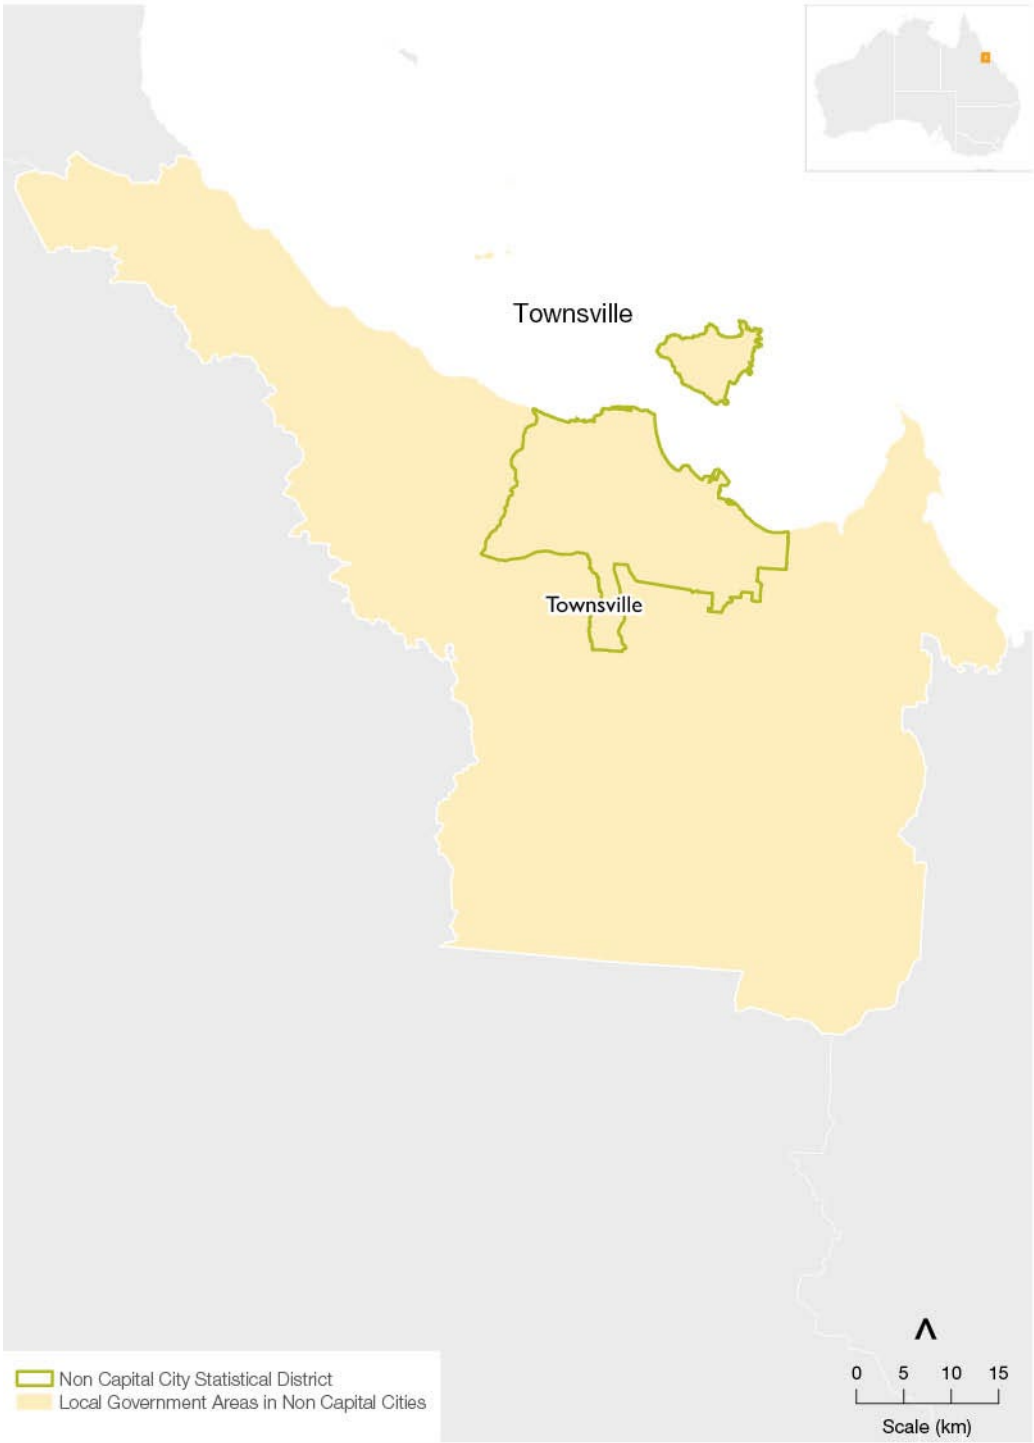 Townsville
Townsville
Non Capital City Statistical District
Local Government Areas in Non Capital Cities
0 5 10 15
Scale (km)